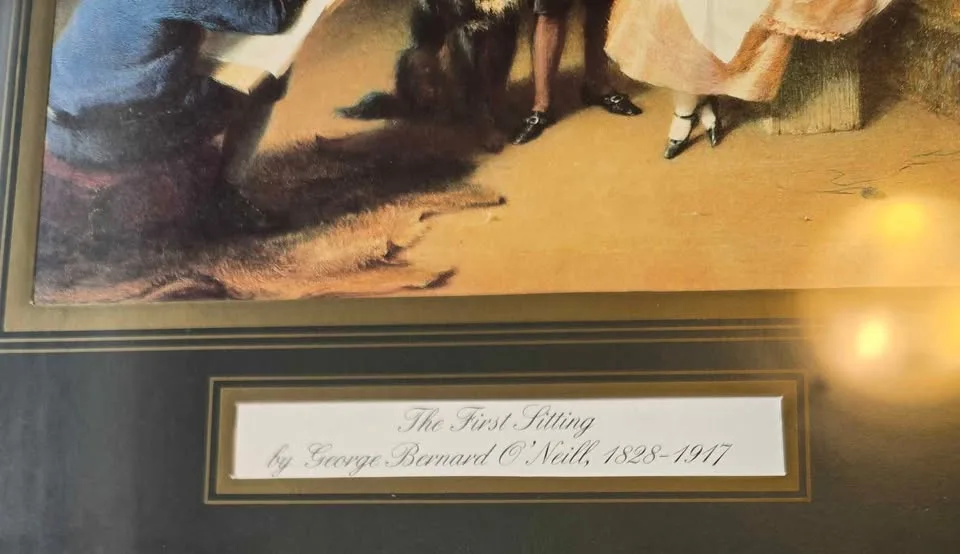 The First Sitting
by George Bernard O'Neill, 1828-1917